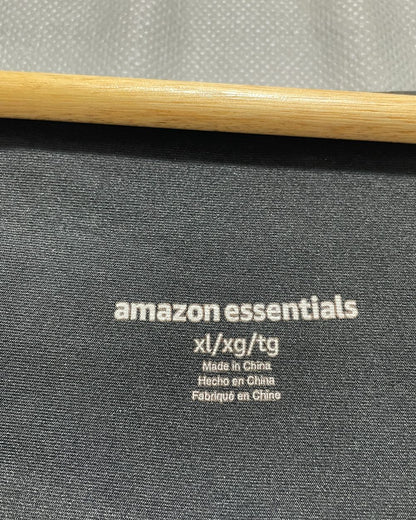 amazon essentials
xl/xg/tg
Made in China
Hecho en China
Fabriqué en Chine